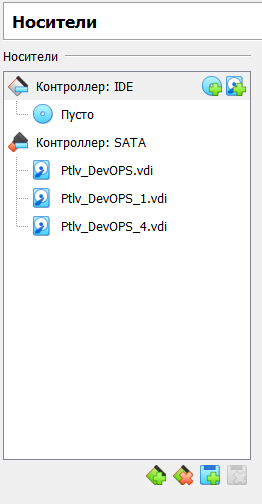 Носители
Носители
Контроллер: IDE
Пусто
Контроллер: SATA
Ptlv_DevOPS.vdi
Ptlv_DevOPS_1.vdi
Ptlv_DevOPS_4.vdi